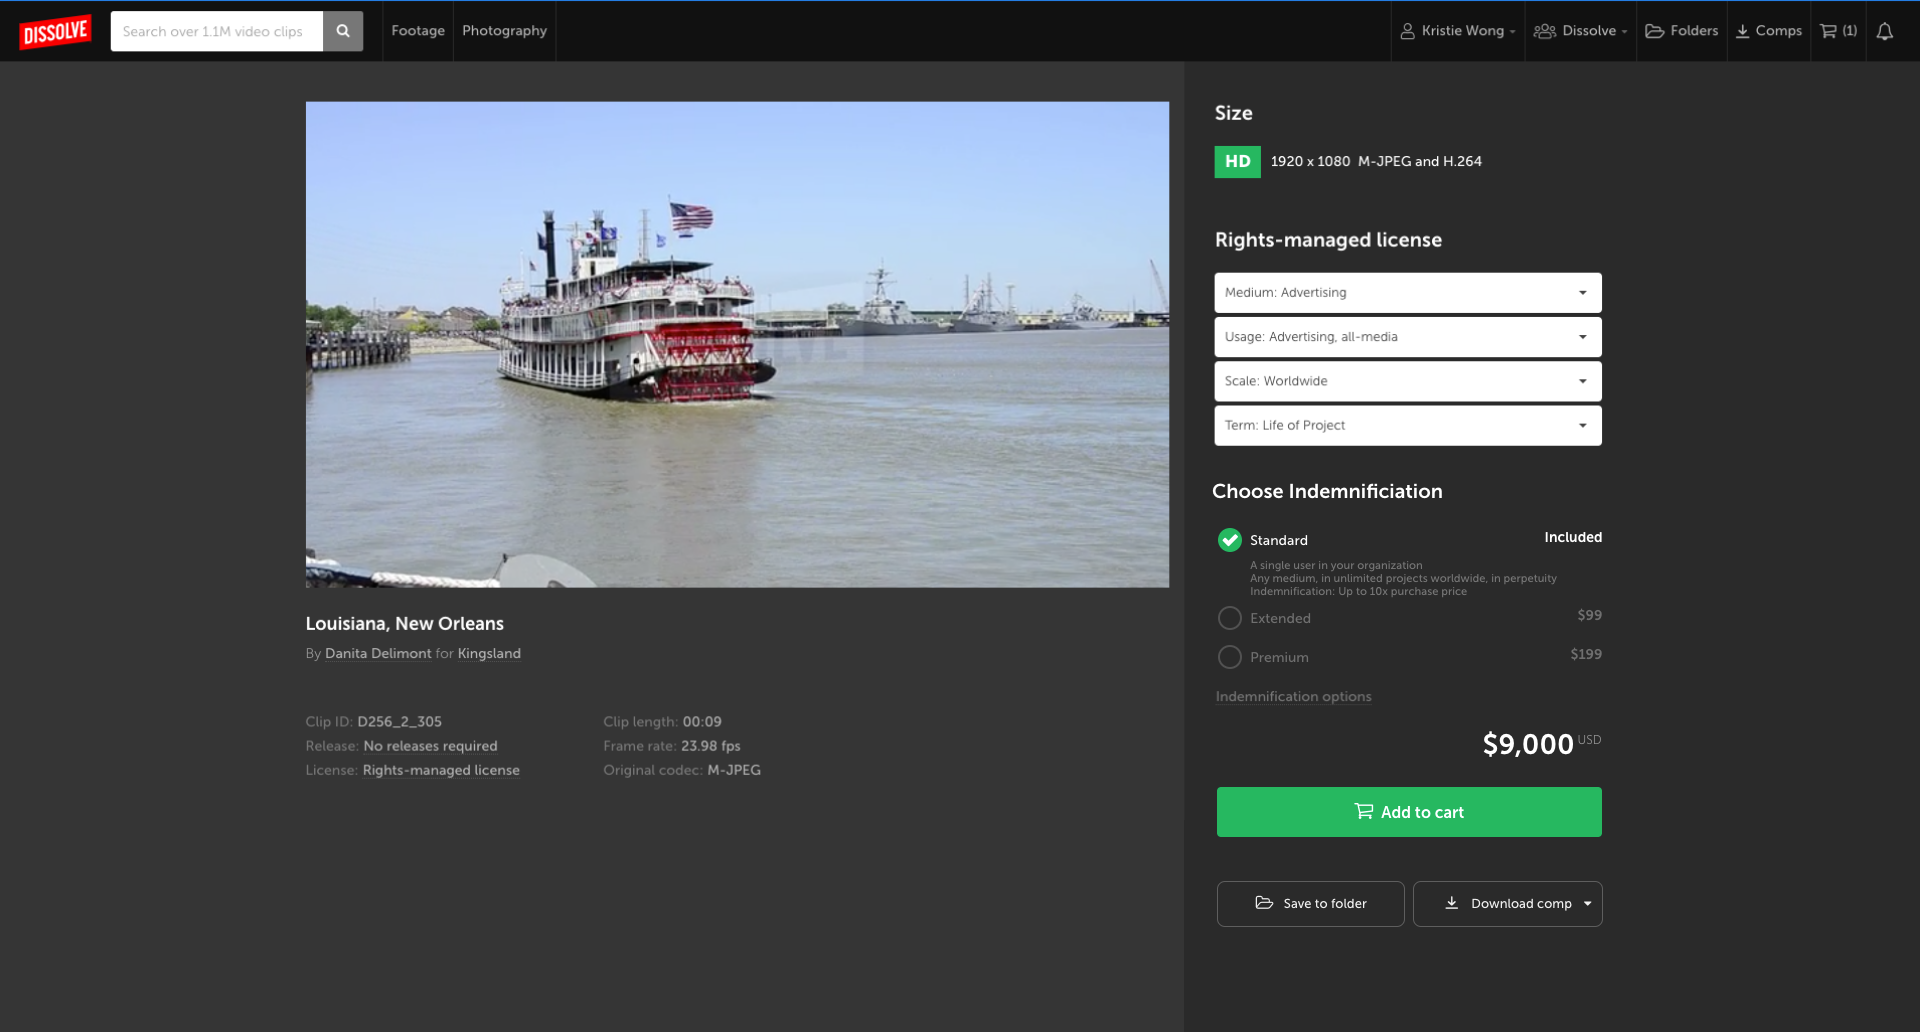 DISSOLVE
Search over 1.1M video clips
Footage
Photography
Kristie Wong
Dissolve
Folders
Comps
(1)
Size
HD 1920 x 1080 M-JPEG and H.264
Rights-managed license
Medium: Advertising
Usage: Advertising, all-media
Scale: Worldwide
Term: Life of Project
Choose Indemnificiation
Standard Included
A single user in your organization
Any medium, in unlimited projects worldwide, in perpetuity
Indemnification: Up to 10x purchase price
Extended $99
Premium $199
Indemnification options
$9,000 USD
Add to cart
Save to folder
Download comp
Louisiana, New Orleans
By Danita Delimont for Kingsland
Clip ID: D256_2_305
Release: No releases required
License: Rights-managed license
Clip length: 00:09
Frame rate: 23.98 fps
Original codec: M-JPEG